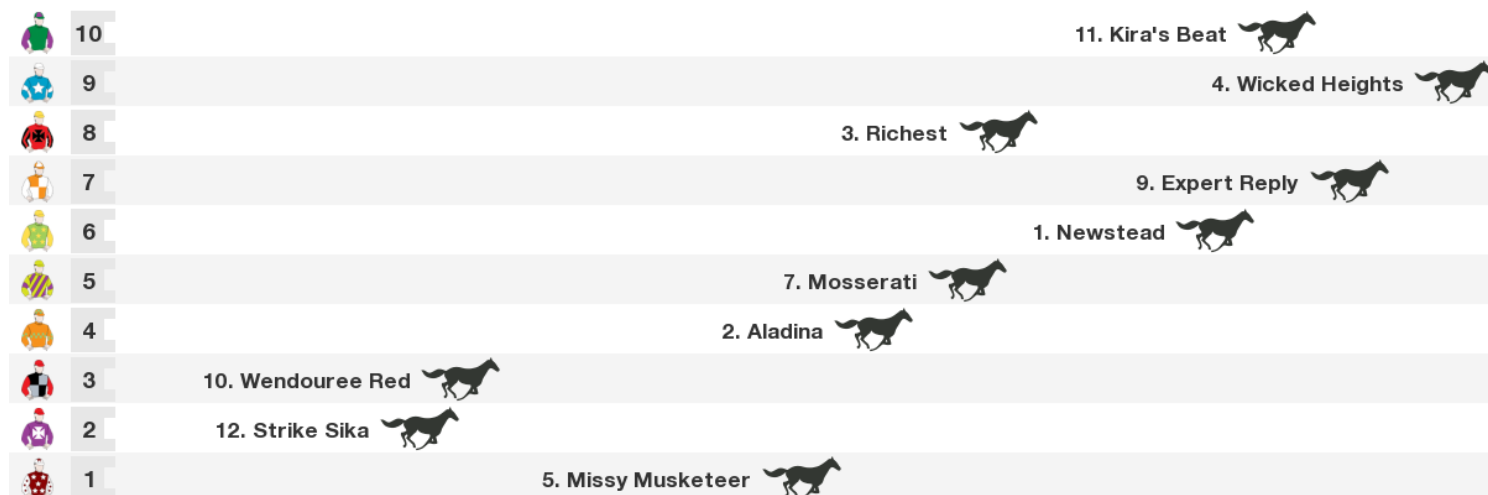 10 11. Kira's Beat
9 4. Wicked Heights
8 3. Richest
7 9. Expert Reply
6 1. Newstead
5 7. Mosserati
4 2. Aladina
3 10. Wendouree Red
2 12. Strike Sika
1 5. Missy Musketeer